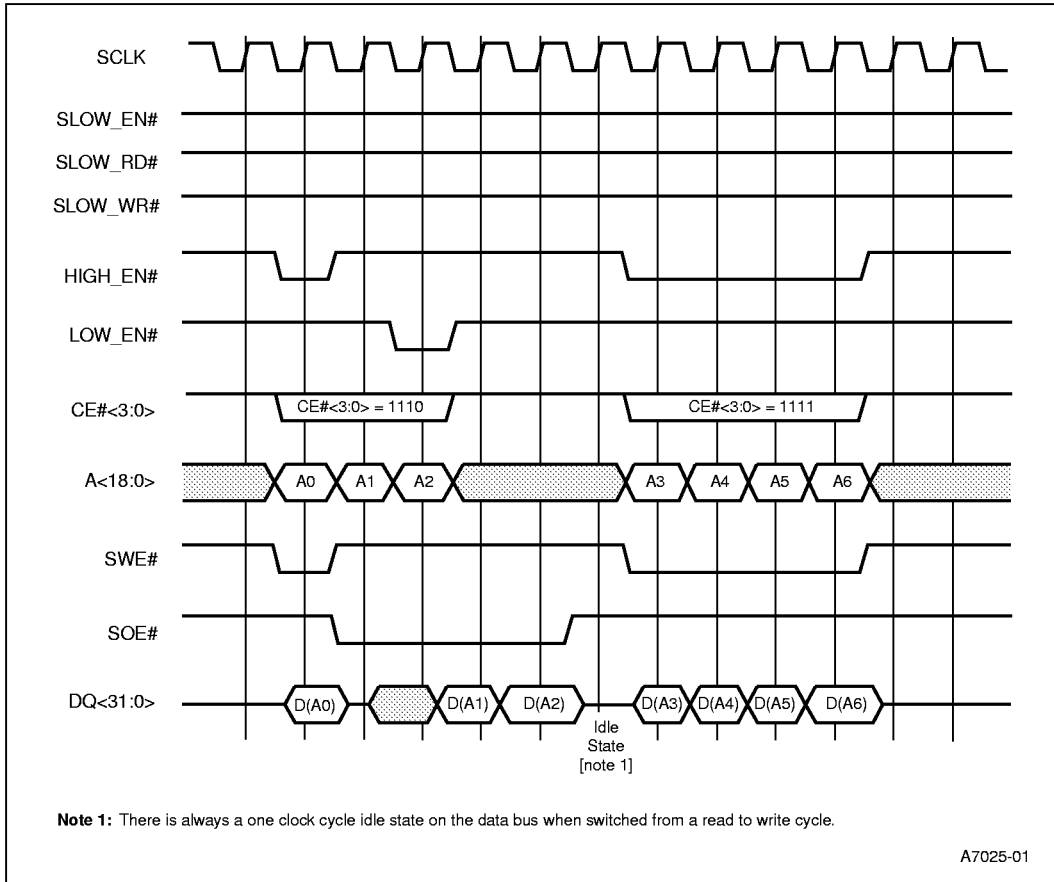 SCLK
SLOW_EN#
SLOW_RD#
SLOW_WR#
HIGH_EN#
LOW_EN#
CE#<3:0>
CE#<3:0> = 1110
CE#<3:0> = 1111
A<18:0>
A0
A1
A2
A3
A4
A5
A6
SWE#
SOE#
DQ<31:0>
D(A0)
D(A1)
D(A2)
D(A3)
D(A4)
D(A5)
D(A6)
Idle
State
[note 1]
Note 1: There is always a one clock cycle idle state on the data bus when switched from a read to write cycle.
A7025-01